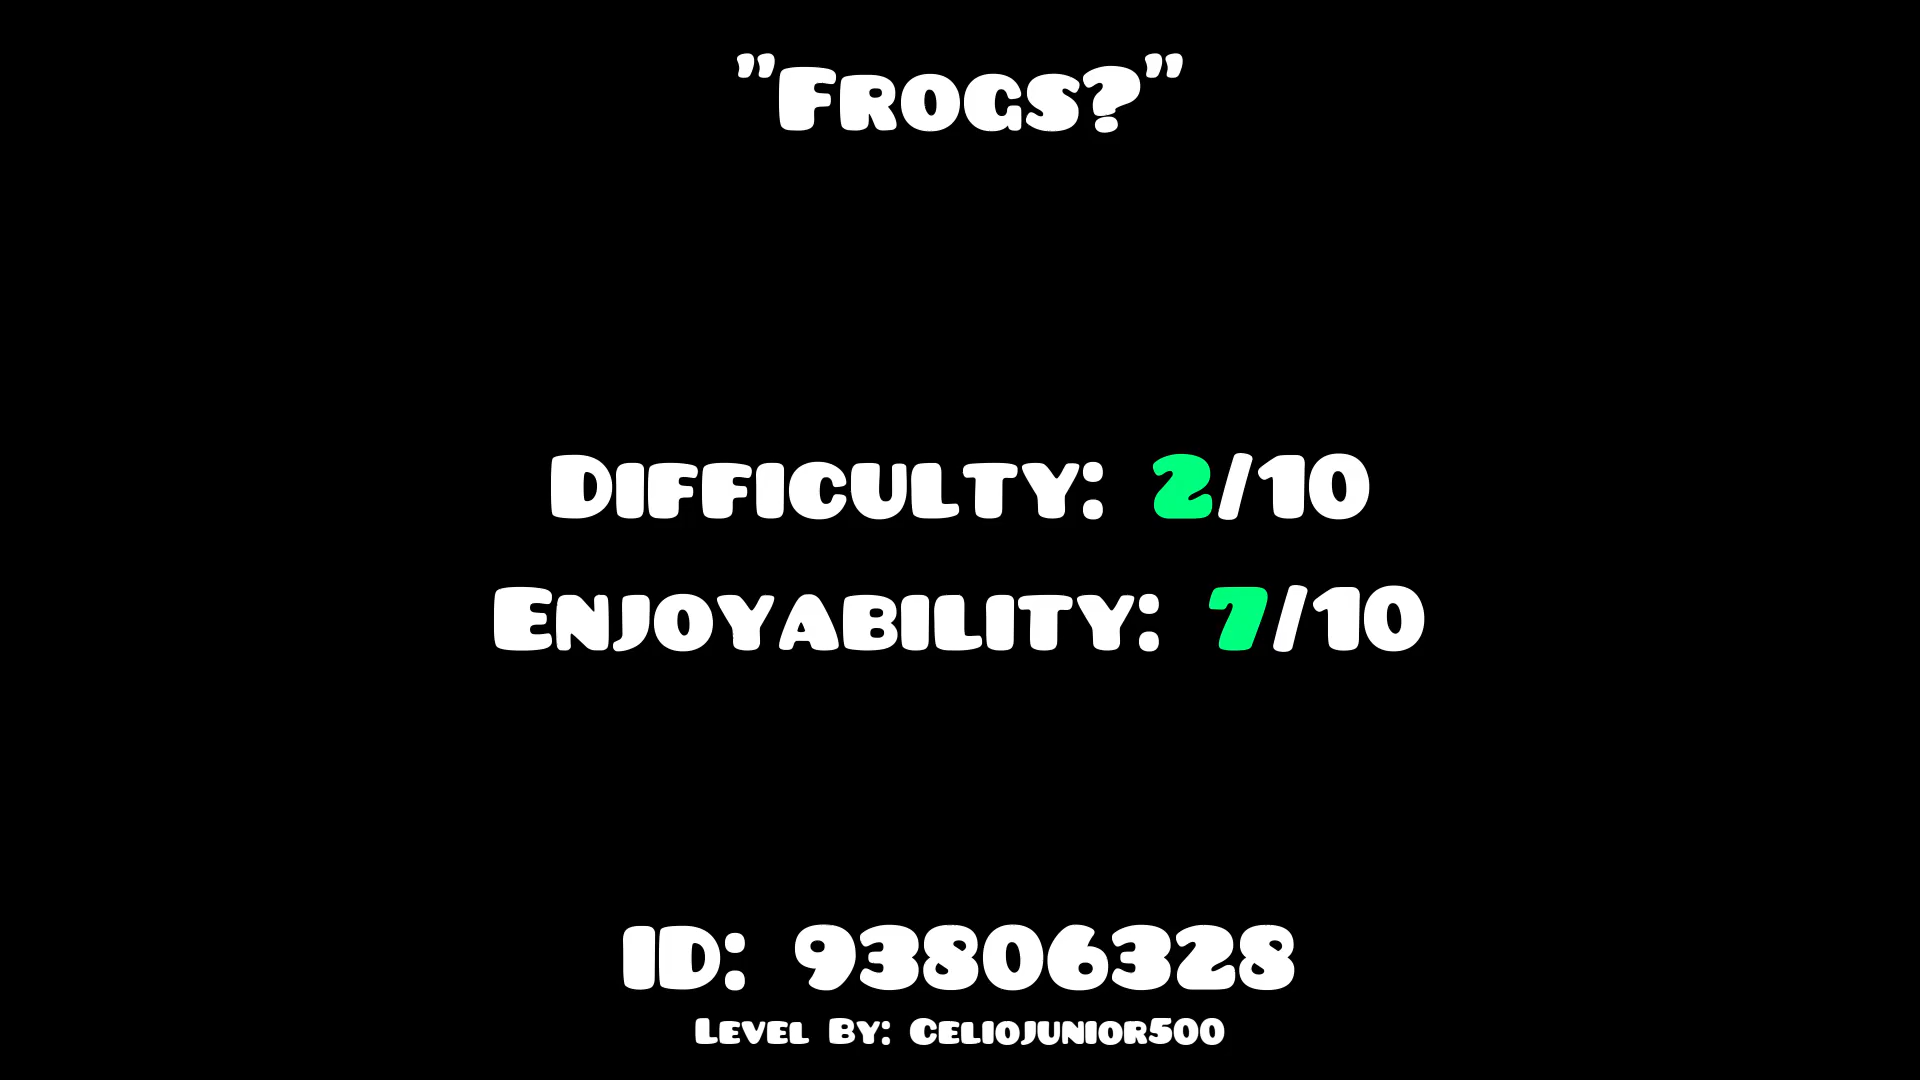 "Frogs?"
Difficulty: 2/10
Enjoyability: 7/10
ID: 93806328
Level By: Celiojunior500